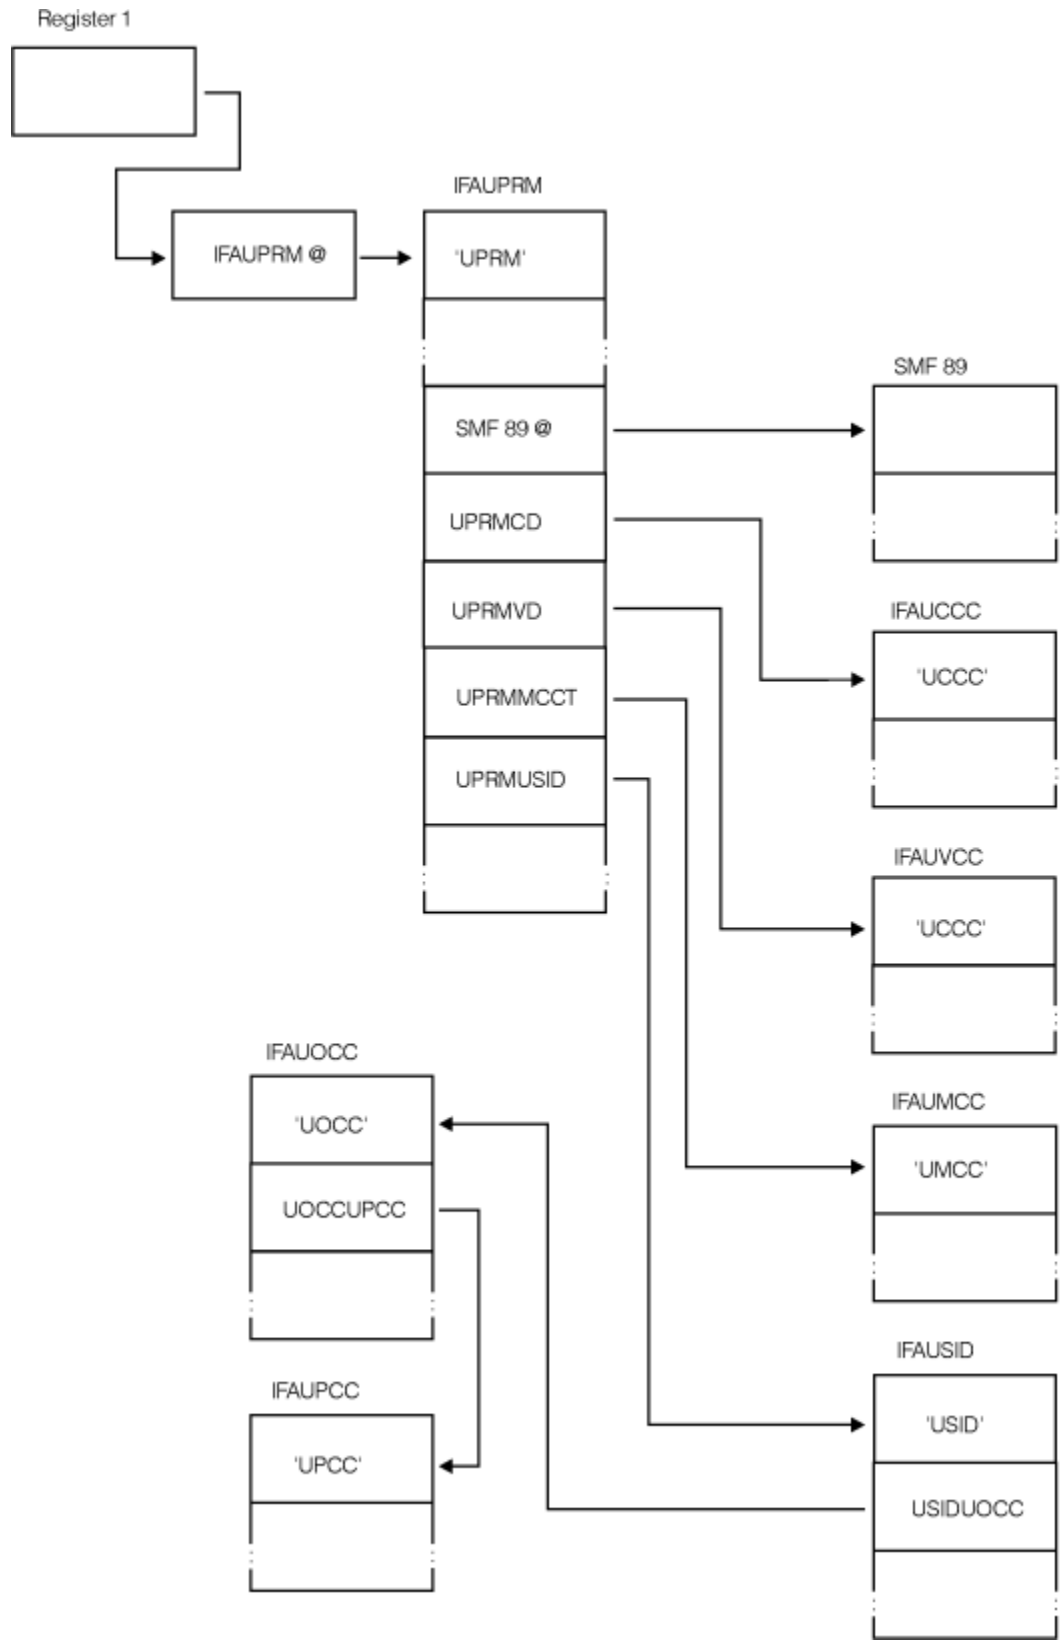 Register 1
IFAUPRM
IFAUPRM @
'UPRM'
SMF 89
SMF 89 @
UPRMCD
IFAUCCC
UPRMVD
'UCCC'
UPRMMCCT
UPRMUSID
IFAUVCC
'UCCC'
IFAUOCC
IFAUMCC
'UOCC'
'UMCC'
UOCCUPCC
IFAUSID
IFAUPCC
'USID'
'UPCC'
USIDUOCC